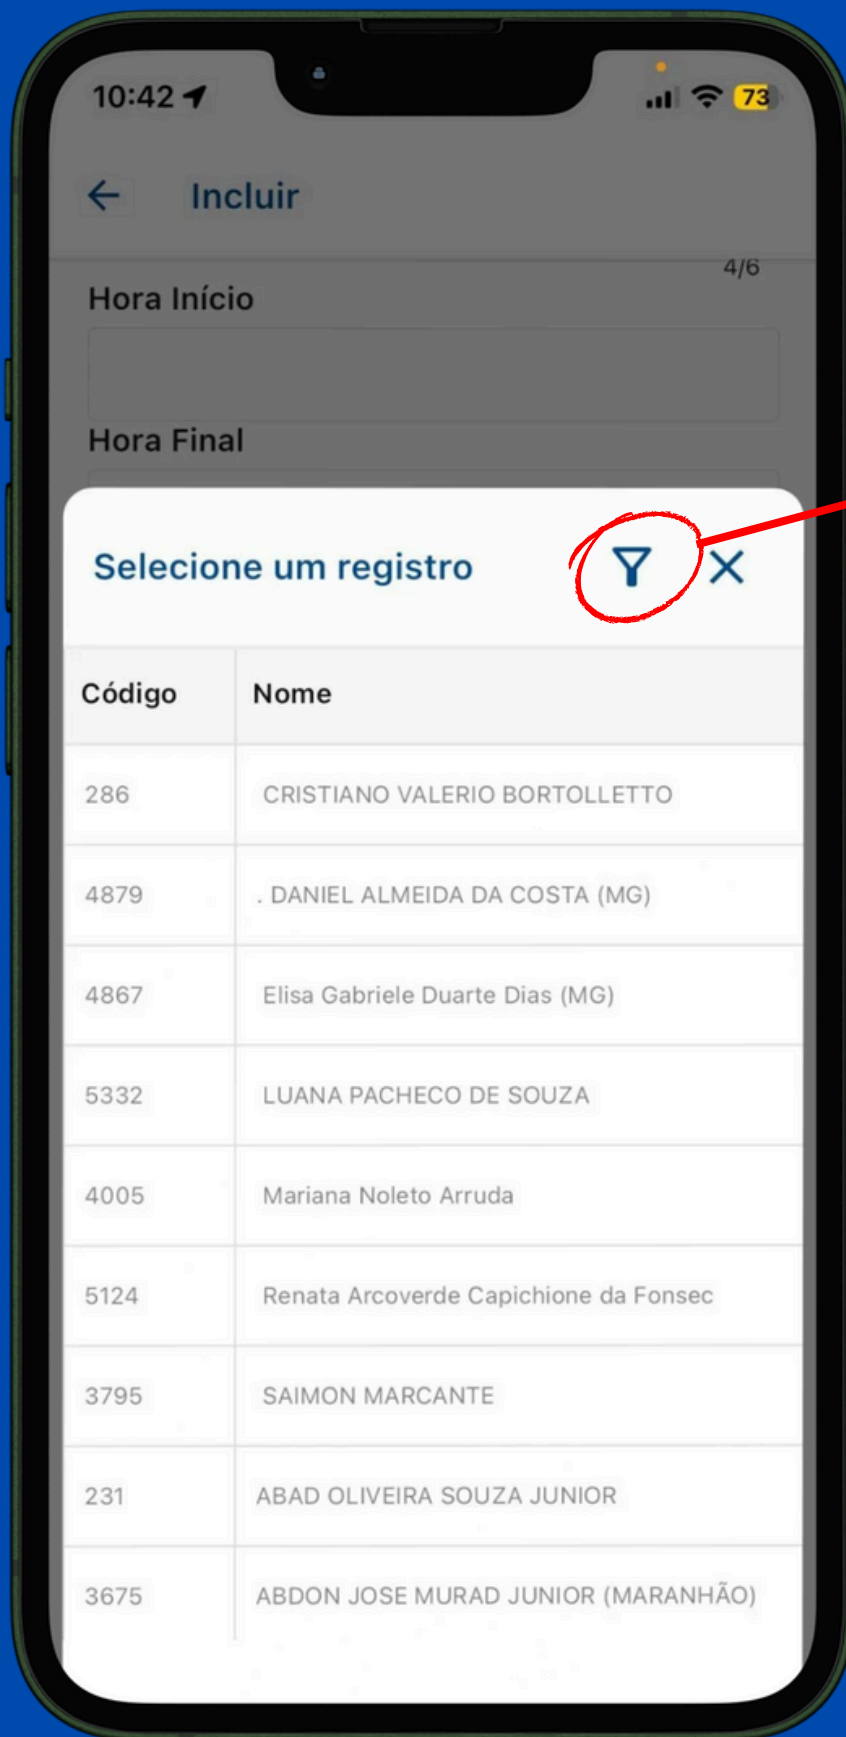 10:42
73
Incluir
4/6
Hora Início
Hora Final
Selecione um registro
Código Nome
286 CRISTIANO VALERIO BORTOLLETTO
4879 . DANIEL ALMEIDA DA COSTA (MG)
4867 Elisa Gabriele Duarte Dias (MG)
5332 LUANA PACHECO DE SOUZA
4005 Mariana Noleto Arruda
5124 Renata Arcoverde Capichione da Fonsec
3795 SAIMON MARCANTE
231 ABAD OLIVEIRA SOUZA JUNIOR
3675 ABDON JOSE MURAD JUNIOR (MARANHÃO)